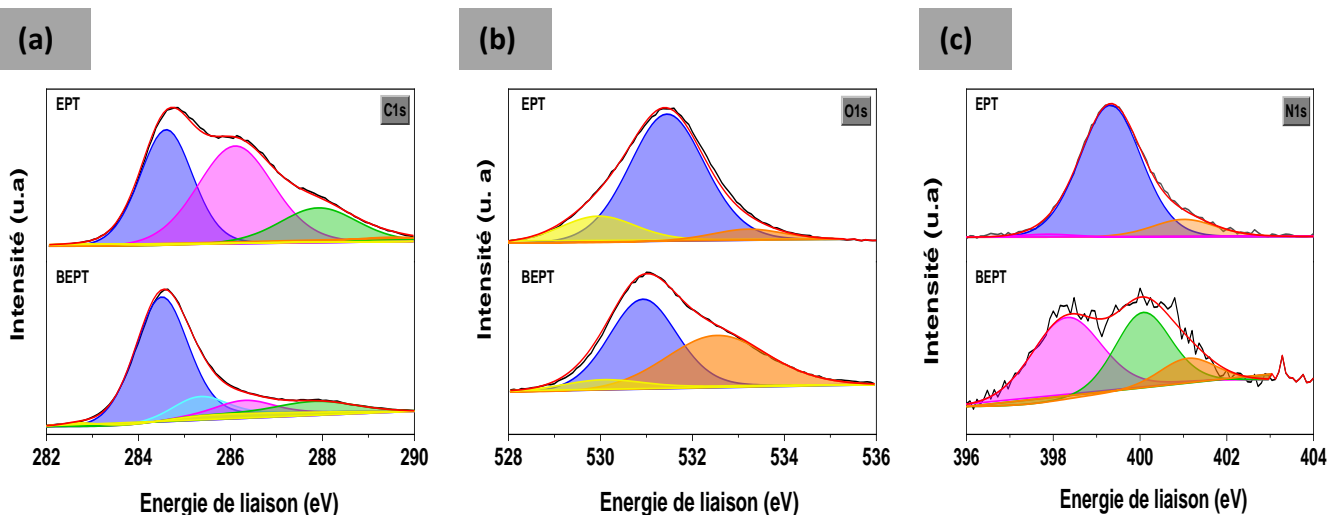 (a)
(b)
(c)
EPT
C1s
BEPT
Intensité (u.a)
282 284 286 288 290
Energie de liaison (eV)
EPT
O1s
BEPT
Intensité (u. a)
528 530 532 534 536
Energie de liaison (eV)
EPT
N1s
BEPT
Intensité (u.a)
396 398 400 402 404
Energie de liaison (eV)